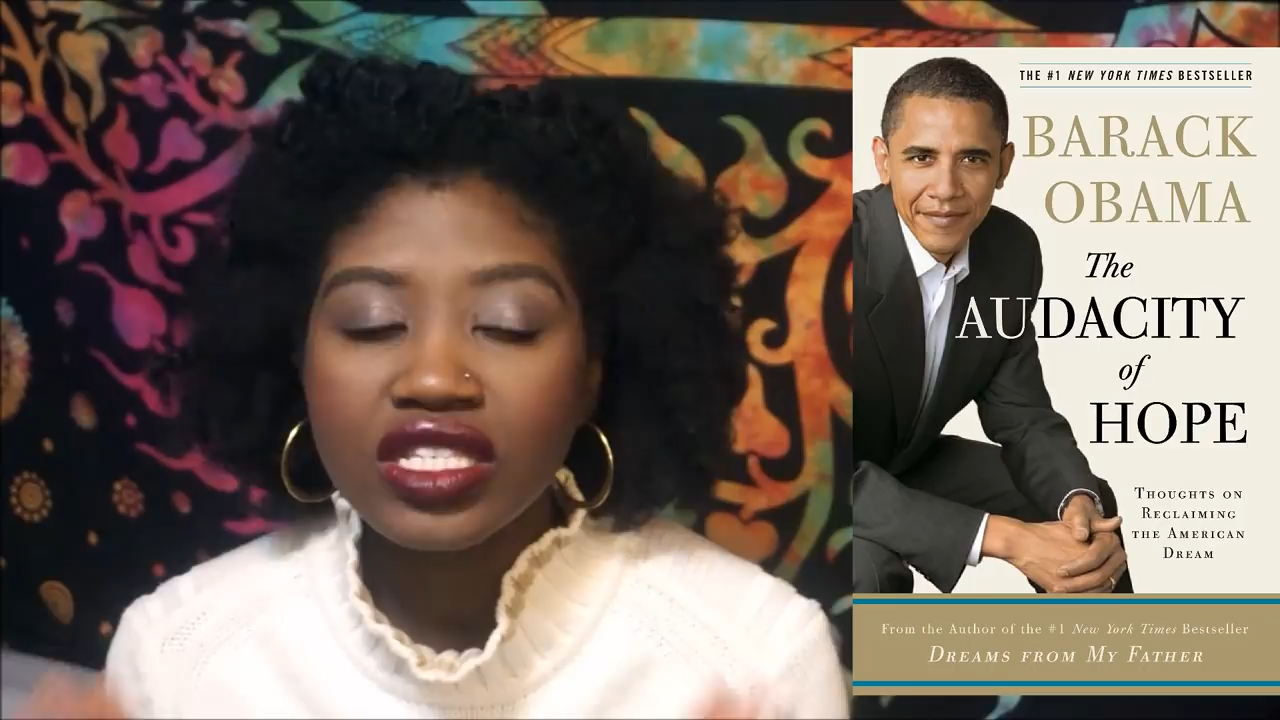 THE #1 NEW YORK TIMES BESTSELLER
BARACK
OBAMA
The
AUDACITY
of
HOPE
THOUGHTS ON
RECLAIMING
THE AMERICAN
DREAM
From the Author of the #1 New York Times Bestseller
DREAMS FROM MY FATHER